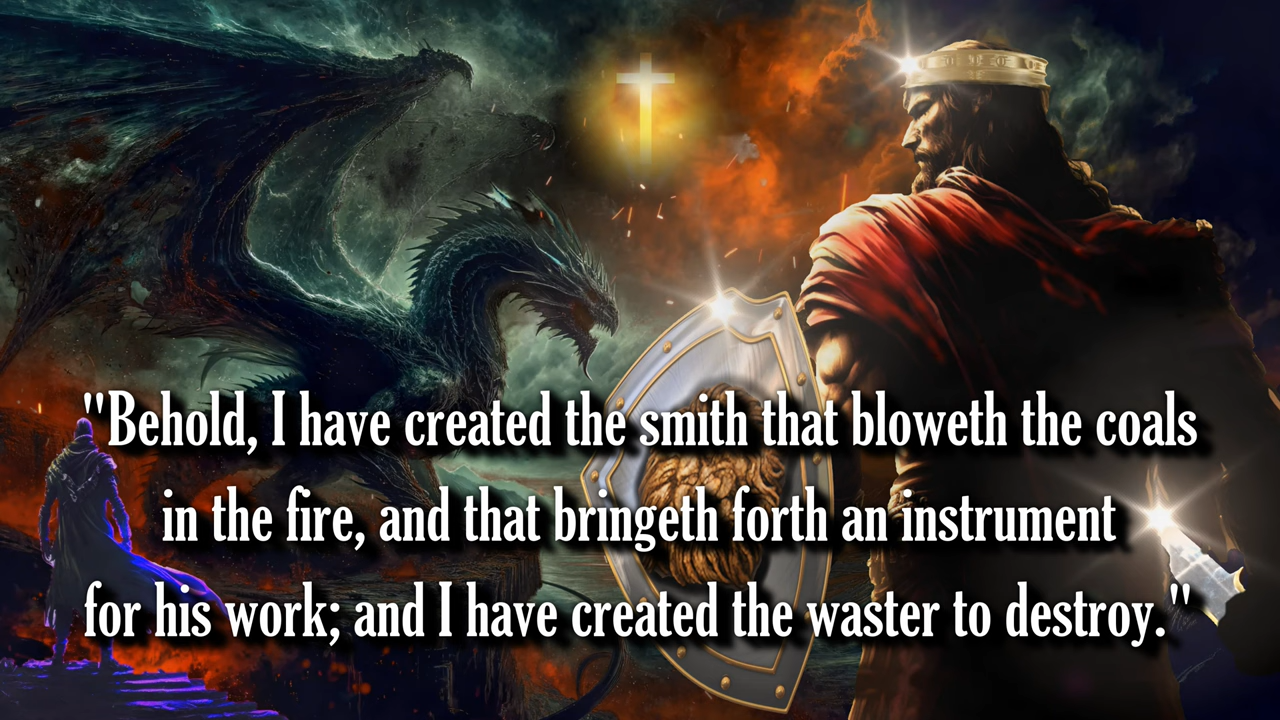 "Behold, I have created the smith that bloweth the coals
in the fire, and that bringeth forth an instrument
for his work; and I have created the waster to destroy."